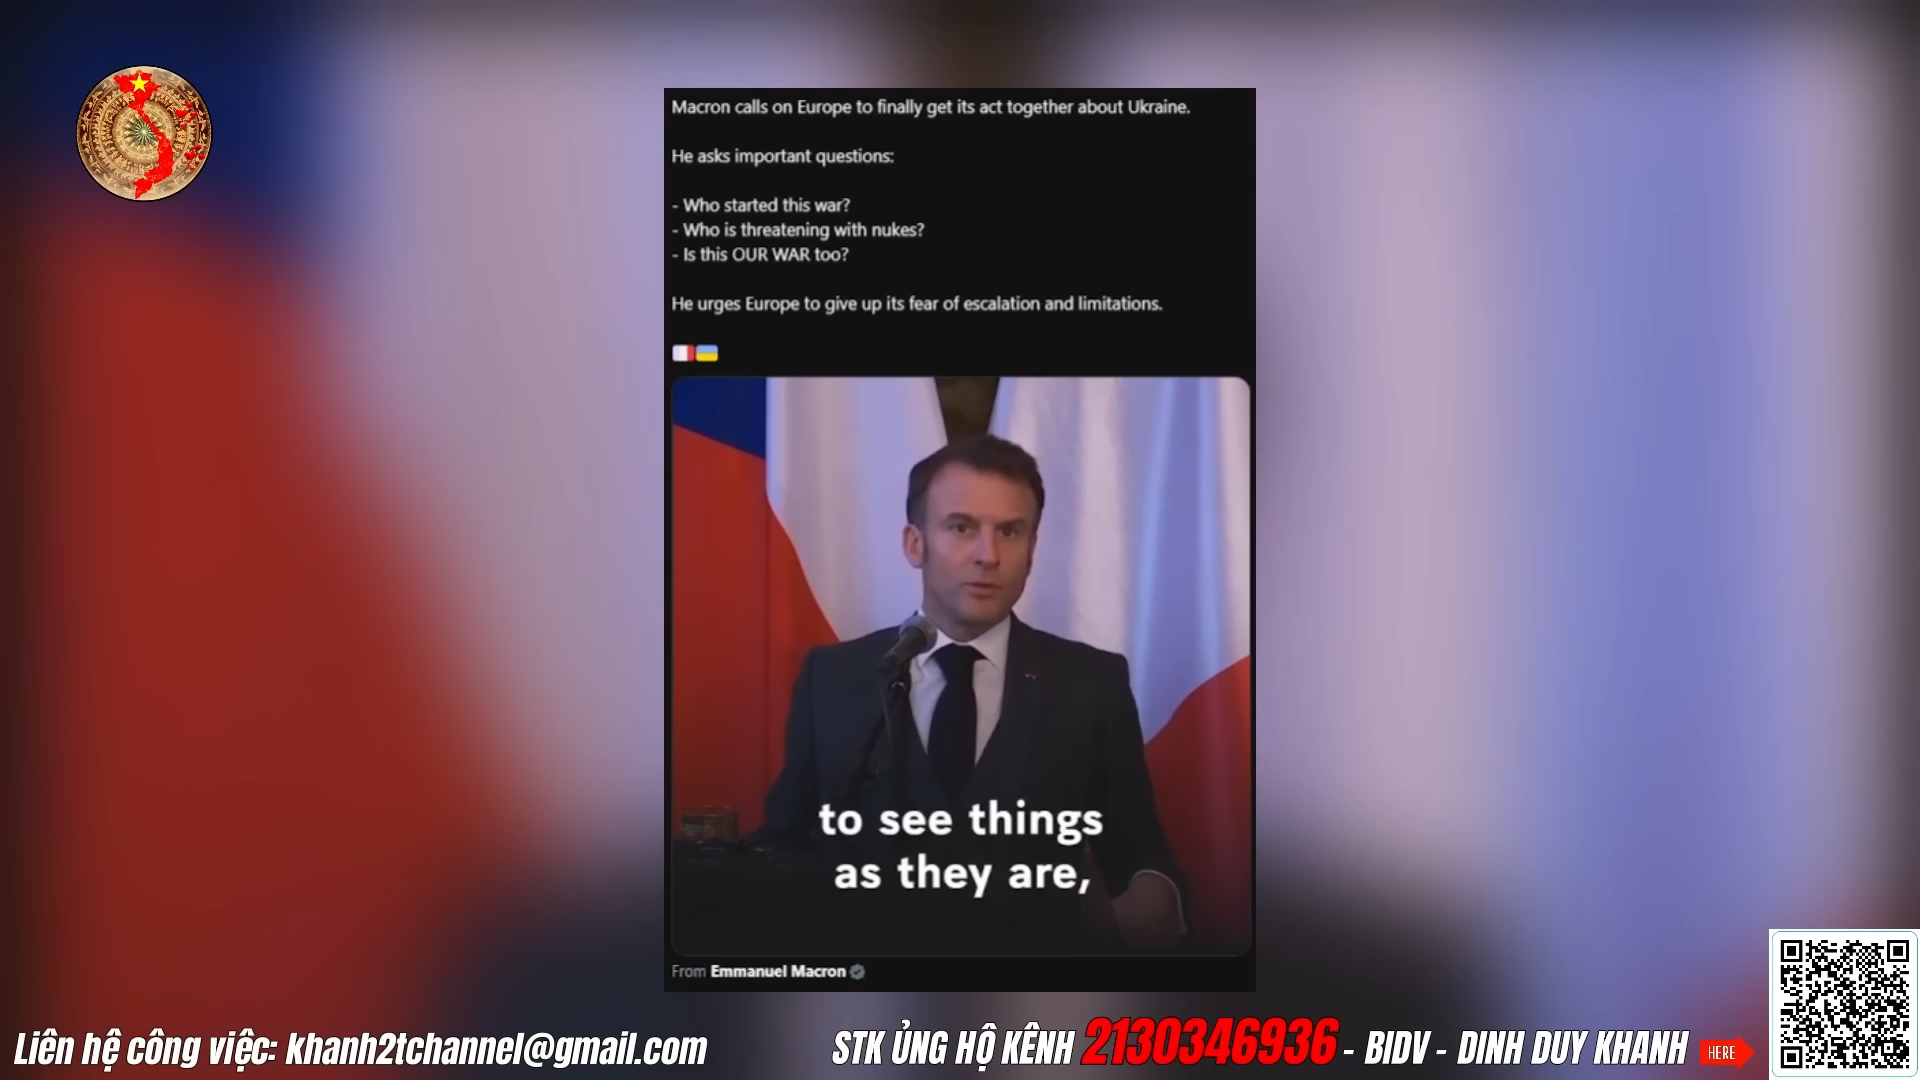 Macron calls on Europe to finally get its act together about Ukraine.
He asks important questions:
- Who started this war?
- Who is threatening with nukes?
- Is this OUR WAR too?
He urges Europe to give up its fear of escalation and limitations.
to see things
as they are,
From Emmanuel Macron
Liên hệ công việc: khanh2tchannel@gmail.com
STK ỦNG HỘ KÊNH 2130346936 - BIDV - DINH DUY KHANH
HERE